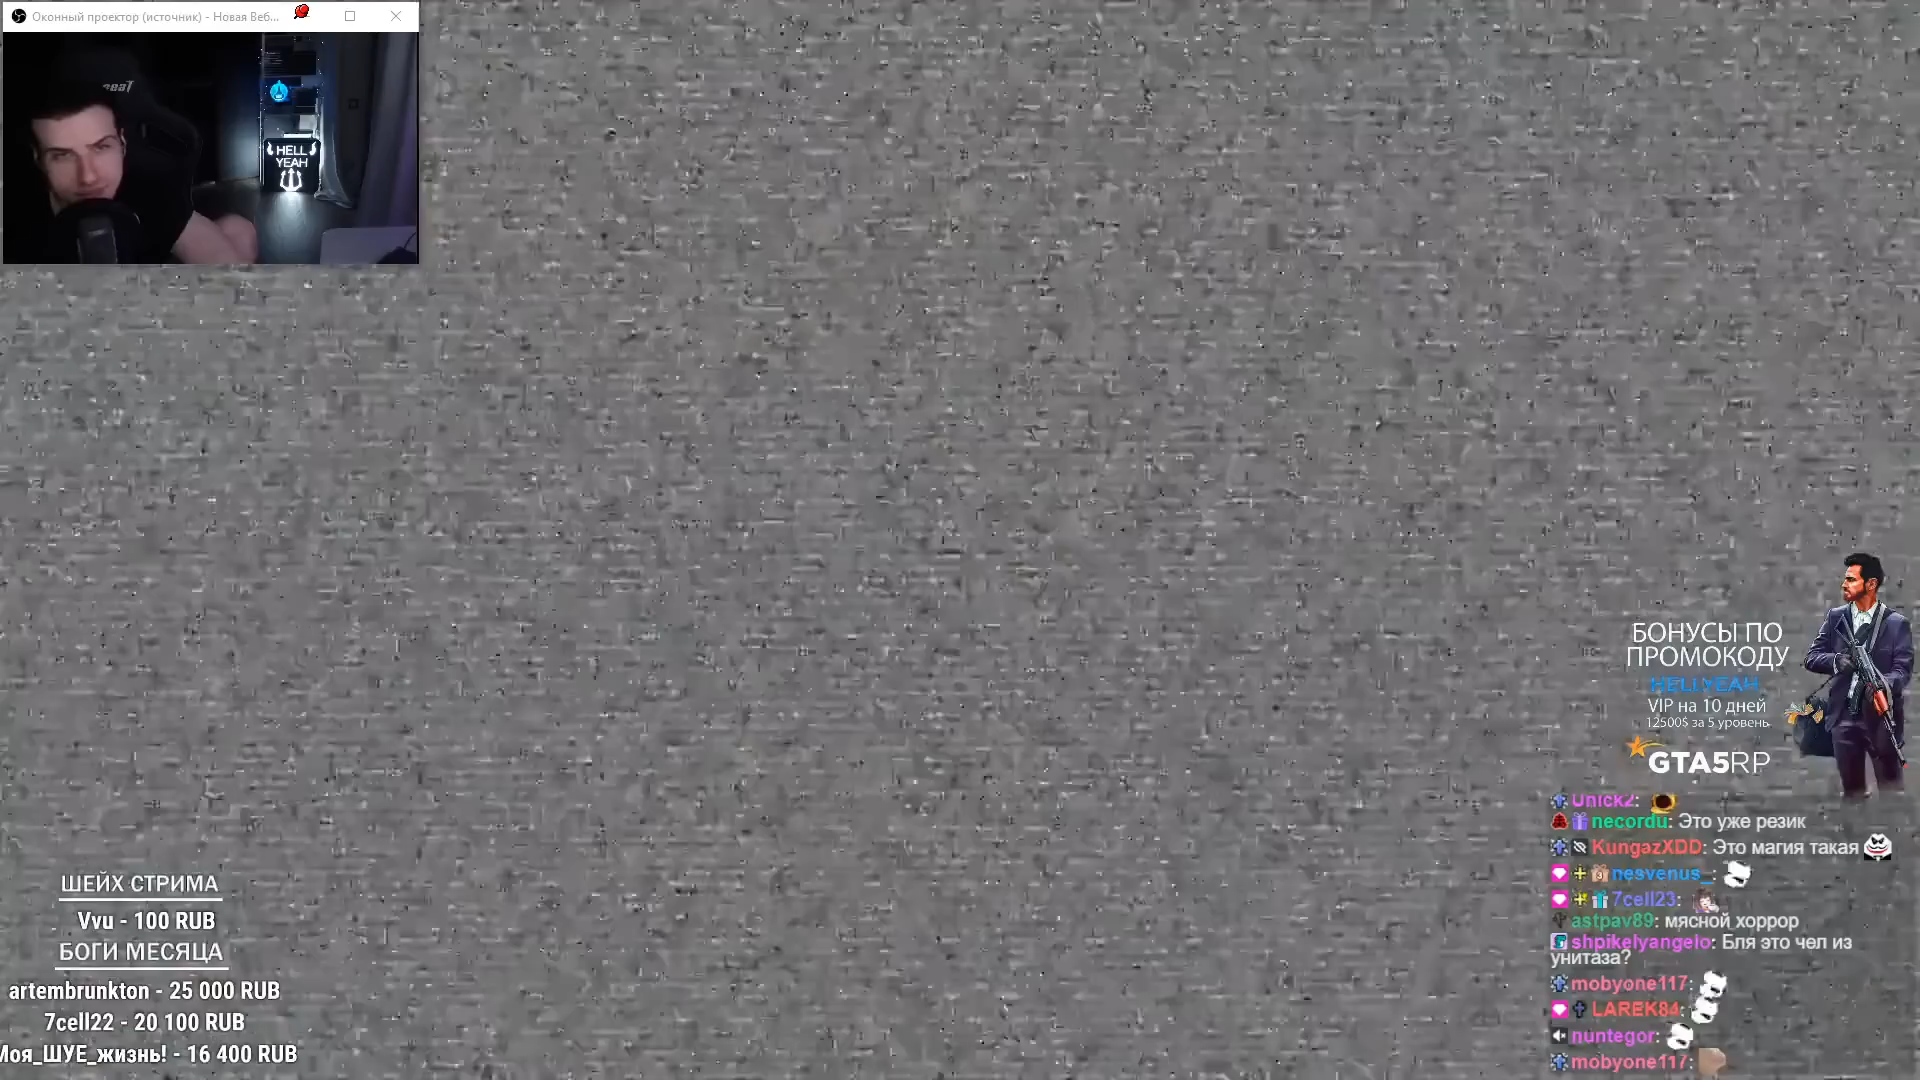 Оконный проектор (источник) - Новая Веб...
HELL
YEAH
БОНУСЫ ПО
ПРОМОКОДУ
HELLYEAH
VIP на 10 дней
12500$ за 5 уровень
GTA5RP
Unick2:
necordu: Это уже резик
KungazXDD: Это магия такая
nesvenus_:
7cell23:
astpav89: мясной хоррор
shpikelyangelo: Бля это чел из
унитаза?
mobyone117:
LAREK84:
nuntegor:
mobyone117:
ШЕЙХ СТРИМА
Vvu - 100 RUB
БОГИ МЕСЯЦА
artembrunkton - 25 000 RUB
7cell22 - 20 100 RUB
Моя_ШУЕ_жизнь! - 16 400 RUB